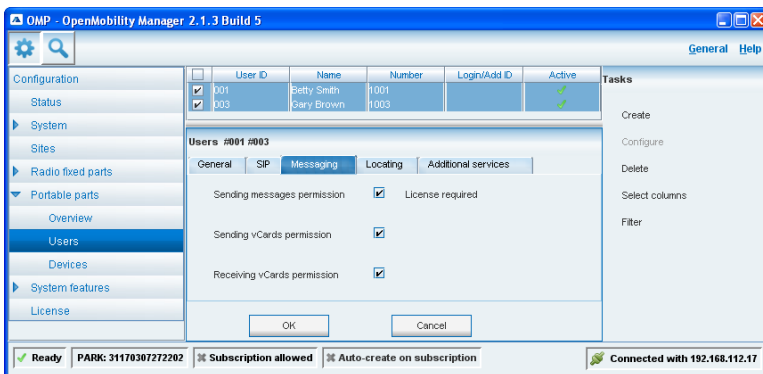 OMP - OpenMobility Manager 2.1.3 Build 5
General Help
Configuration
Status
System
Sites
Radio fixed parts
Portable parts
Overview
Users
Devices
System features
License
User ID Name Number Login/Add ID Active
001 Betty Smith 1001
003 Gary Brown 1003
Users #001 #003
General SIP Messaging Locating Additional services
Sending messages permission License required
Sending vCards permission
Receiving vCards permission
OK Cancel
Tasks
Create
Configure
Delete
Select columns
Filter
Ready PARK: 31170307272202 Subscription allowed Auto-create on subscription Connected with 192.168.112.17